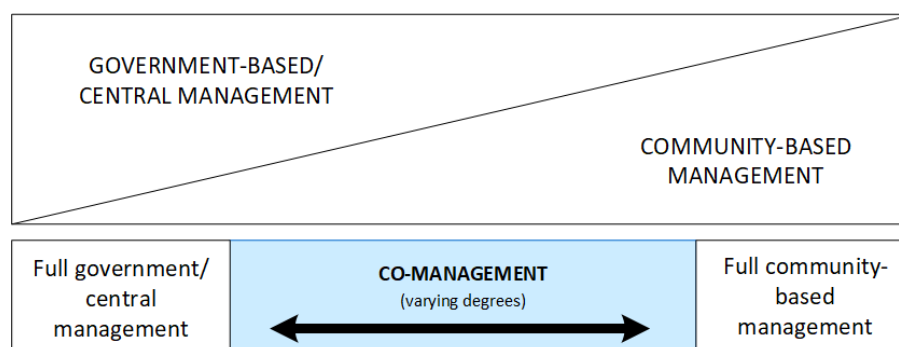 GOVERNMENT-BASED/
CENTRAL MANAGEMENT
COMMUNITY-BASED
MANAGEMENT
Full government/
central
management
CO-MANAGEMENT
(varying degrees)
Full community-
based
management